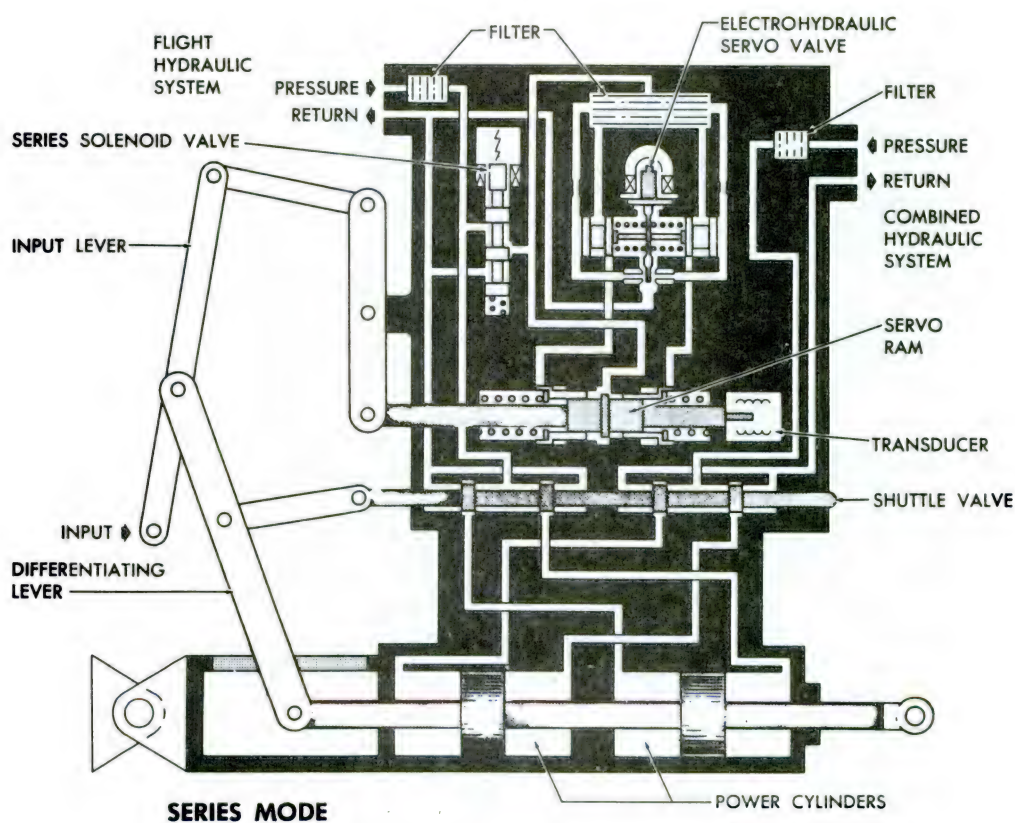 FLIGHT
HYDRAULIC
SYSTEM
FILTER
ELECTROHYDRAULIC
SERVO VALVE
PRESSURE
RETURN
FILTER
SERIES SOLENOID VALVE
PRESSURE
RETURN
INPUT LEVER
COMBINED
HYDRAULIC
SYSTEM
SERVO
RAM
TRANSDUCER
SHUTTLE VALVE
INPUT
DIFFERENTIATING
LEVER
POWER CYLINDERS
SERIES MODE